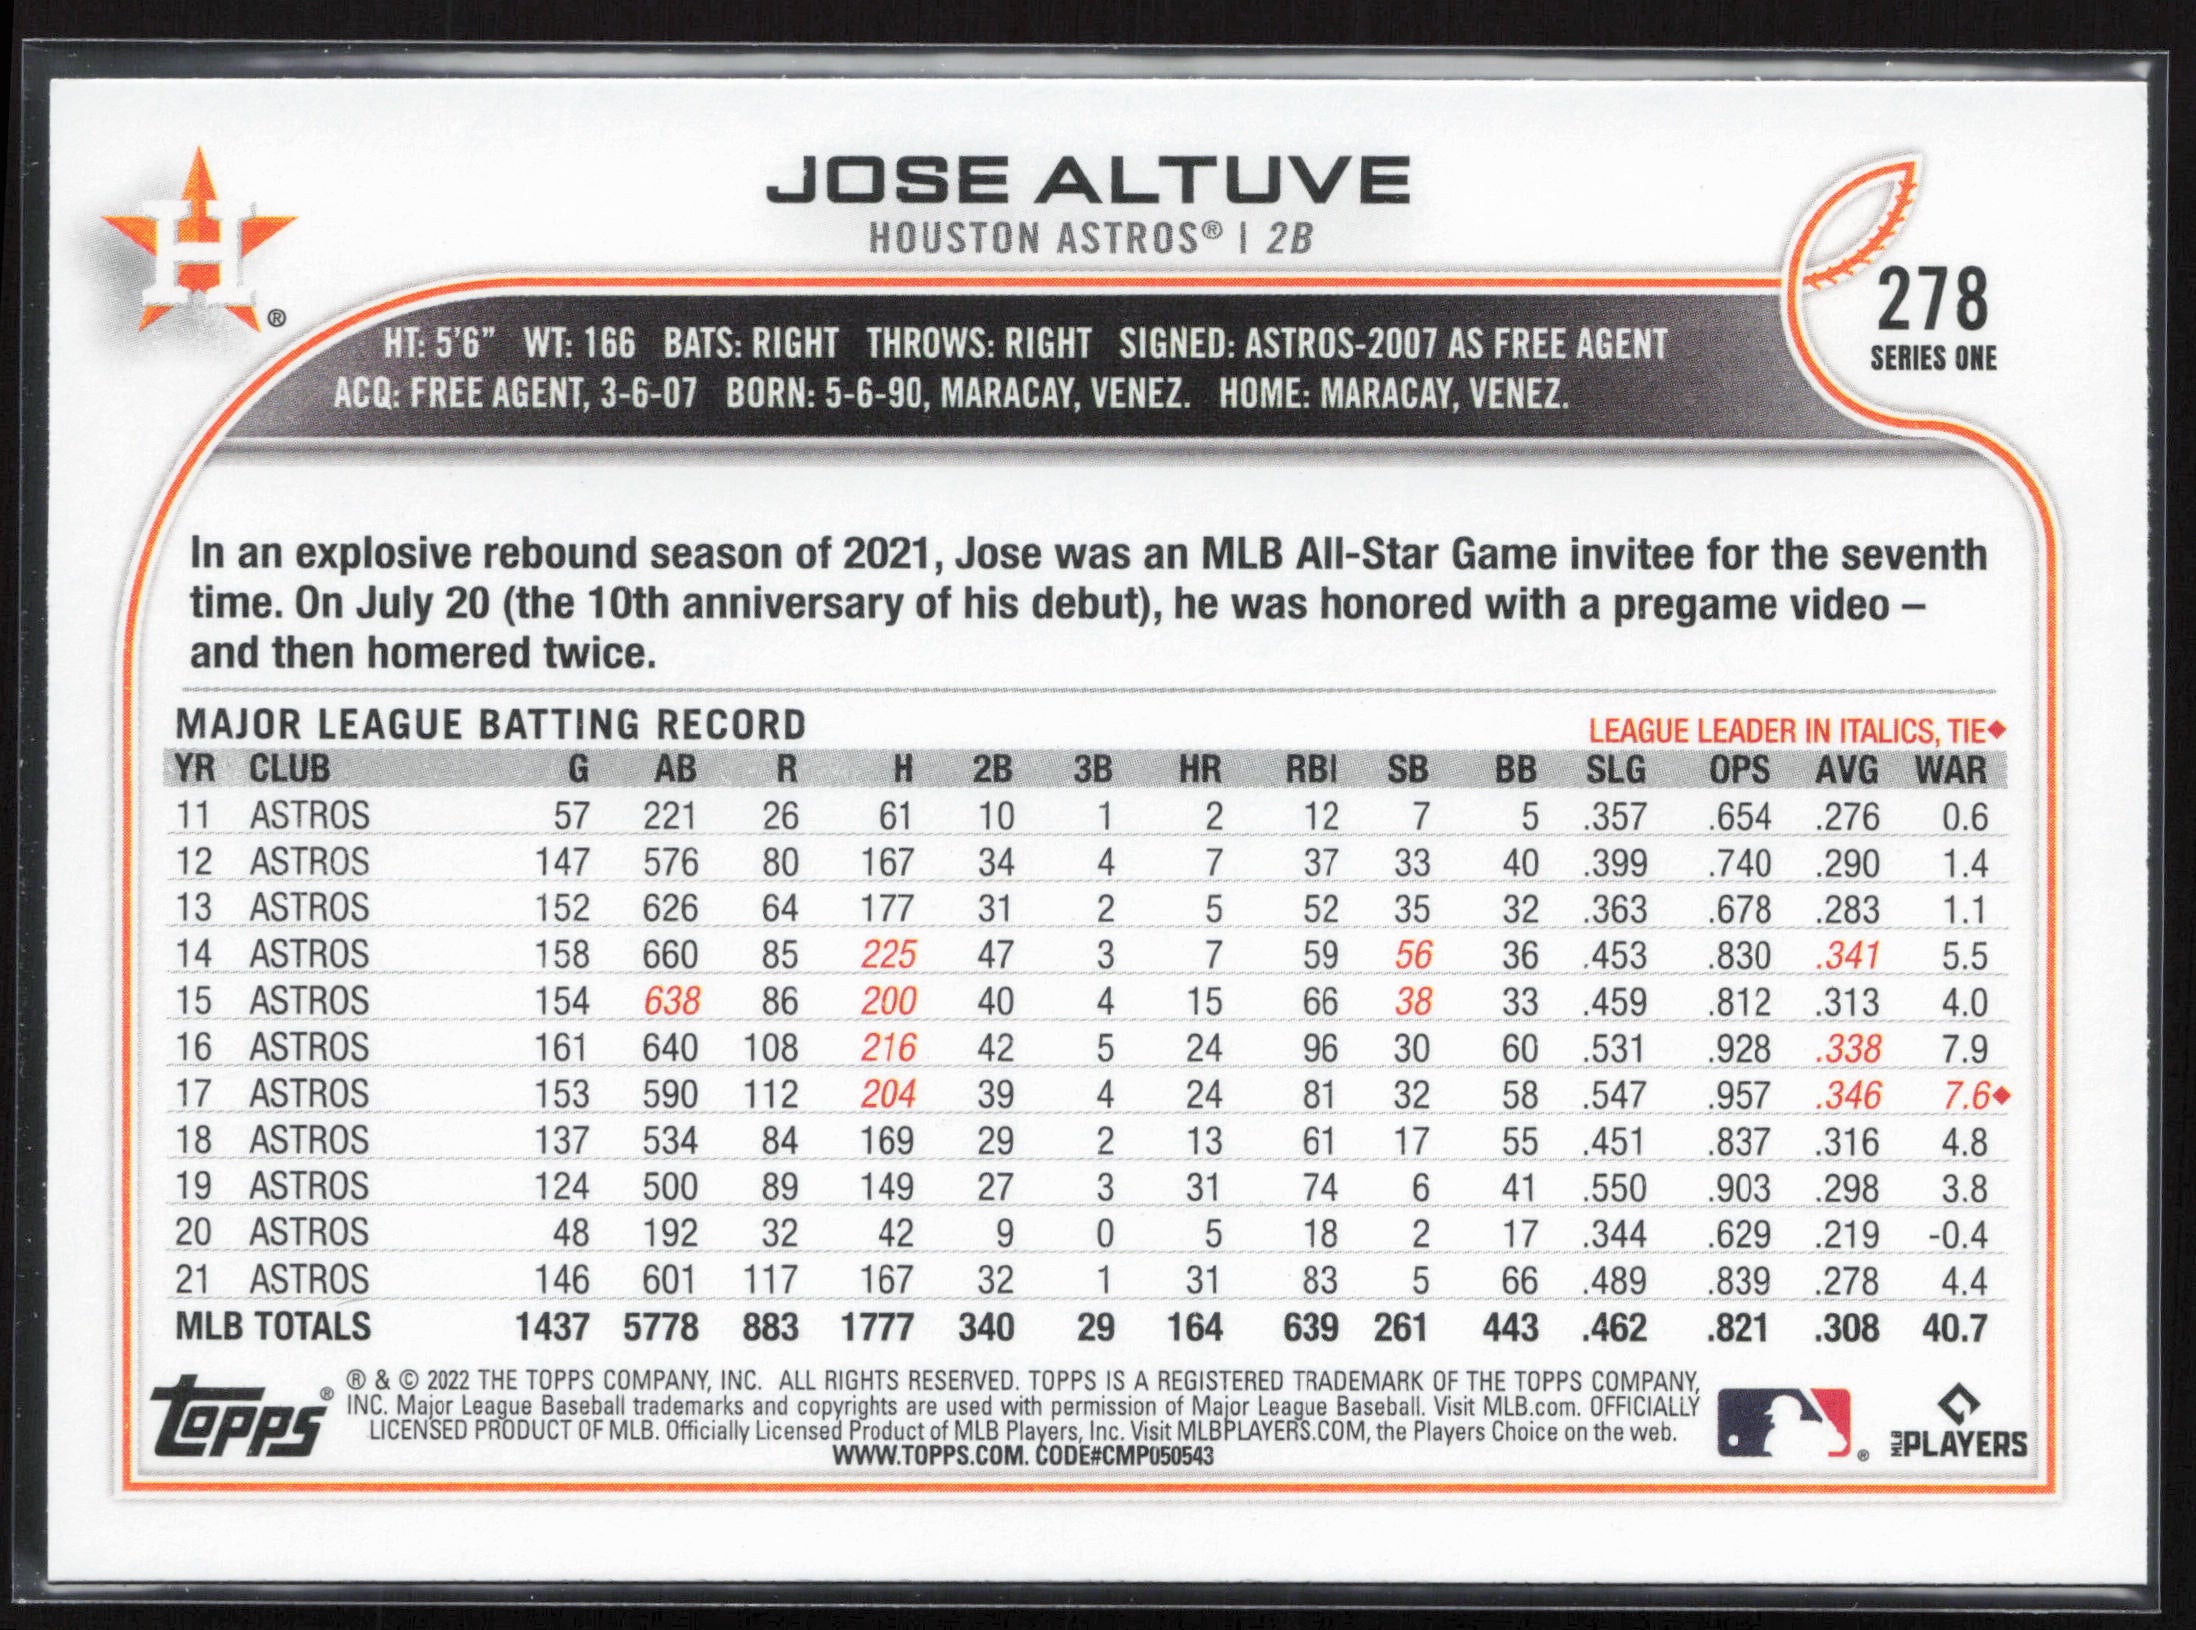 JOSE ALTUVE
HOUSTON ASTROS® | 2B
H ®
278
SERIES ONE
HT: 5'6" WT: 166 BATS: RIGHT THROWS: RIGHT SIGNED: ASTROS-2007 AS FREE AGENT
ACQ: FREE AGENT, 3-6-07 BORN: 5-6-90, MARACAY, VENEZ. HOME: MARACAY, VENEZ.
In an explosive rebound season of 2021, Jose was an MLB All-Star Game invitee for the seventh
time. On July 20 (the 10th anniversary of his debut), he was honored with a pregame video –
and then homered twice.
MAJOR LEAGUE BATTING RECORD LEAGUE LEADER IN ITALICS, TIE◆
YR CLUB G AB R H 2B 3B HR RBI SB BB SLG OPS AVG WAR
11 ASTROS 57 221 26 61 10 1 2 12 7 5 .357 .654 .276 0.6
12 ASTROS 147 576 80 167 34 4 7 37 33 40 .399 .740 .290 1.4
13 ASTROS 152 626 64 177 31 2 5 52 35 32 .363 .678 .283 1.1
14 ASTROS 158 660 85 225 47 3 7 59 56 36 .453 .830 .341 5.5
15 ASTROS 154 638 86 200 40 4 15 66 38 33 .459 .812 .313 4.0
16 ASTROS 161 640 108 216 42 5 24 96 30 60 .531 .928 .338 7.9
17 ASTROS 153 590 112 204 39 4 24 81 32 58 .547 .957 .346 7.6◆
18 ASTROS 137 534 84 169 29 2 13 61 17 55 .451 .837 .316 4.8
19 ASTROS 124 500 89 149 27 3 31 74 6 41 .550 .903 .298 3.8
20 ASTROS 48 192 32 42 9 0 5 18 2 17 .344 .629 .219 -0.4
21 ASTROS 146 601 117 167 32 1 31 83 5 66 .489 .839 .278 4.4
MLB TOTALS 1437 5778 883 1777 340 29 164 639 261 443 .462 .821 .308 40.7
topps®
® & © 2022 THE TOPPS COMPANY, INC. ALL RIGHTS RESERVED. TOPPS IS A REGISTERED TRADEMARK OF THE TOPPS COMPANY,
INC. Major League Baseball trademarks and copyrights are used with permission of Major League Baseball. Visit MLB.com. OFFICIALLY
LICENSED PRODUCT OF MLB. Officially Licensed Product of MLB Players, Inc. Visit MLBPLAYERS.COM, the Players Choice on the web.
WWW.TOPPS.COM. CODE#CMP050543
®
MLB PLAYERS